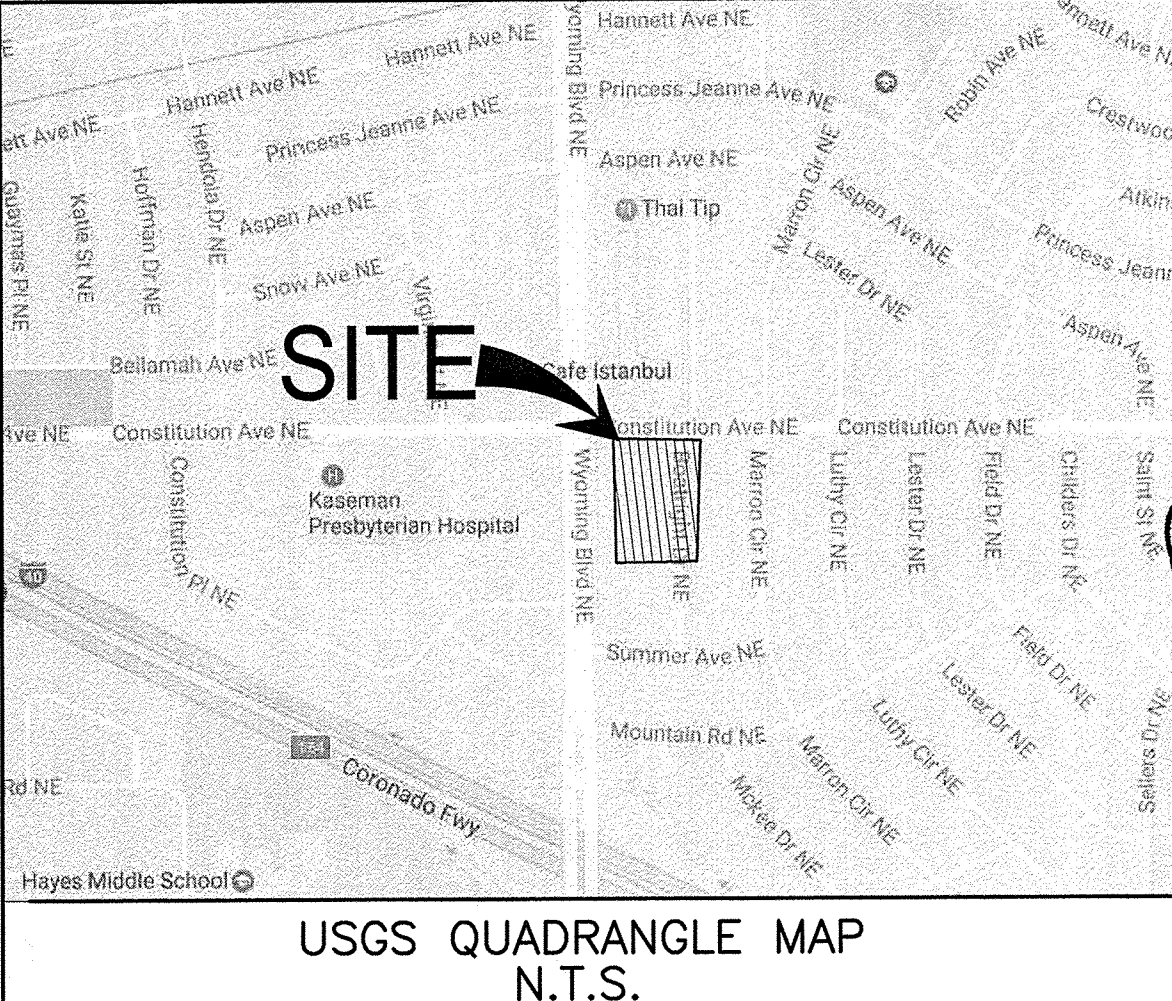 Hannett Ave NE
Hannett Ave NE
Hannett Ave NE
Princess Jeanne Ave NE
Princess Jeanne Ave NE
Robin Ave NE
Ave NE
Aspen Ave NE
Aspen Ave NE
Aspen Ave NE
Thai Tip
Marron Cir NE
Lester Dr NE
Guaymas Pl NE
Katie St NE
Hoffman Dr NE
Hendola Dr NE
Snow Ave NE
Princess
Aspen Ave NE
Bellamah Ave NE
SITE
Cafe Istanbul
Ave NE
Constitution Ave NE
Constitution Ave NE
Constitution Ave NE
H
Kaseman
Presbyterian Hospital
Constitution Pl NE
40
Wyoming Blvd NE
Wyoming Blvd NE
NE
Marron Cir NE
Luthy Cir NE
Lester Dr NE
Field Dr NE
Childers Dr NE
Saint St NE
Summer Ave NE
Mountain Rd NE
Mckee Dr NE
Marron Cir NE
Luthy Cir NE
Lester Dr NE
Field Dr NE
Sellers Dr NE
Rd NE
Coronado Fwy
Hayes Middle School
USGS QUADRANGLE MAP
N.T.S.